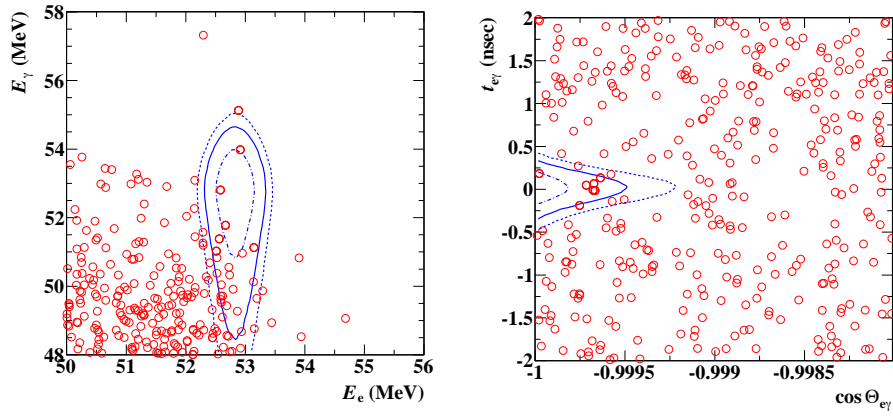 E_γ (MeV)
58
56
54
52
50
48
50 51 52 53 54 55 56
E_e (MeV)
t_eγ (nsec)
2
1.5
1
0.5
0
-0.5
-1
-1.5
-2
-1 -0.9995 -0.999 -0.9985
cos Θ_eγ